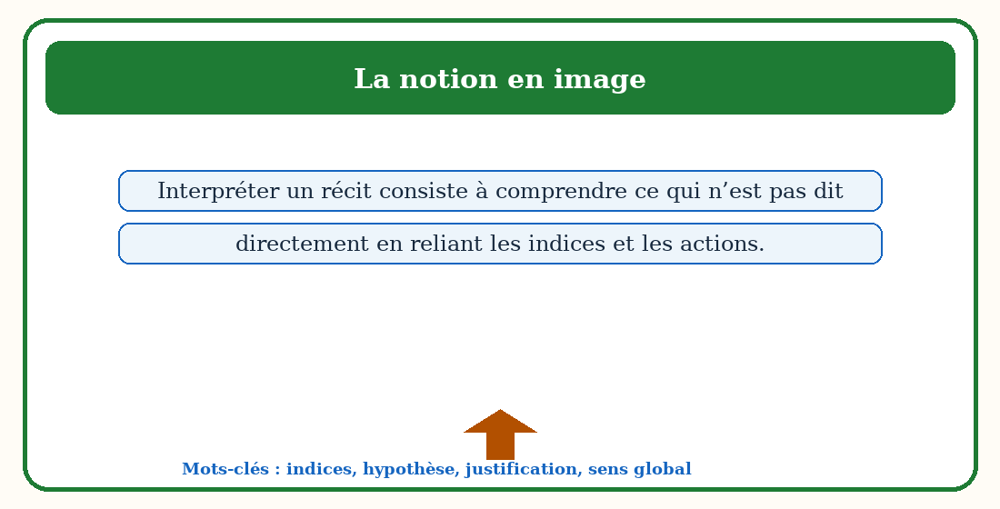 La notion en image
Interpréter un récit consiste à comprendre ce qui n’est pas dit
directement en reliant les indices et les actions.
Mots-clés : indices, hypothèse, justification, sens global